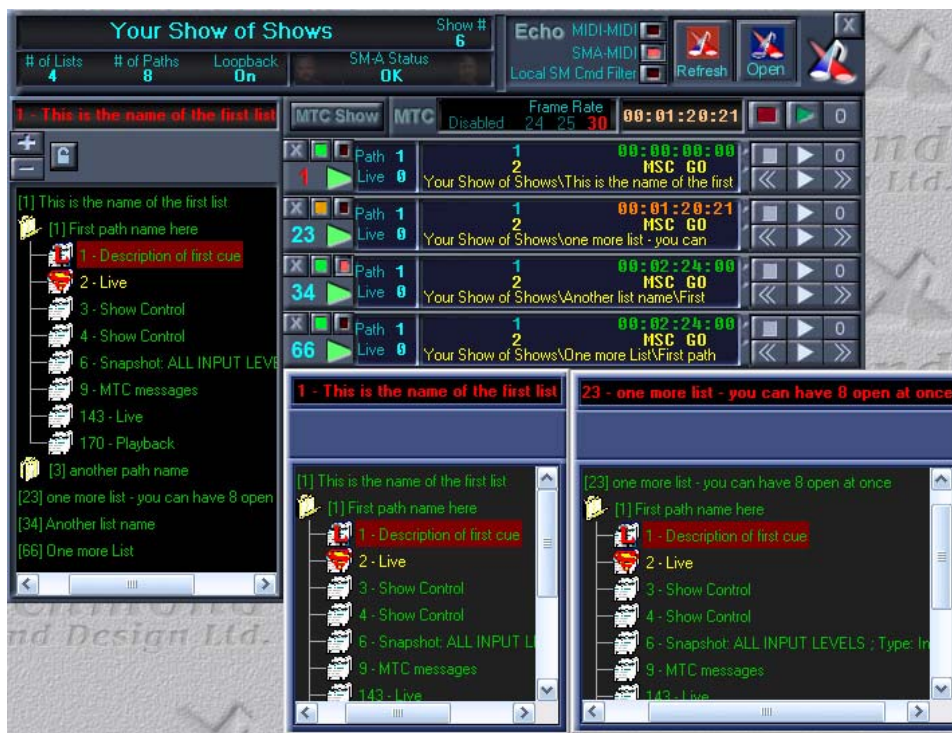 Your Show of Shows
Show #
6
# of Lists
4
# of Paths
8
Loopback
On
SM-A Status
OK
Echo
MIDI-MIDI
SMA-MIDI
Local SM Cmd Filter
Refresh
Open
X
1 - This is the name of the first list
MTC Show
MTC
Disabled
Frame Rate
24 25 30
00:01:20:21
0
X
1
Path 1
Live 0
1
2
00:00:00:00
MSC GO
Your Show of Shows\This is the name of the first
0
X
23
Path 1
Live 0
1
2
00:01:20:21
MSC GO
Your Show of Shows\one more list - you can
0
X
34
Path 1
Live 0
1
2
00:02:24:00
MSC GO
Your Show of Shows\Another list name\First
0
X
66
Path 1
Live 0
1
2
00:02:24:00
MSC GO
Your Show of Shows\One more List\First path
0
[1] This is the name of the first list
[1] First path name here
1 - Description of first cue
2 - Live
3 - Show Control
4 - Show Control
6 - Snapshot: ALL INPUT LEVE
9 - MTC messages
143 - Live
170 - Playback
[3] another path name
[23] one more list - you can have 8 open
[34] Another list name
[66] One more List
1 - This is the name of the first list
[1] This is the name of the first list
[1] First path name here
1 - Description of first cue
2 - Live
3 - Show Control
4 - Show Control
6 - Snapshot: ALL INPUT LE
9 - MTC messages
143 - Live
23 - one more list - you can have 8 open at once
[23] one more list - you can have 8 open at once
[1] First path name here
1 - Description of first cue
2 - Live
3 - Show Control
4 - Show Control
6 - Snapshot: ALL INPUT LEVELS ; Type: In
9 - MTC messages
143 - Live
nd Design Ltd.